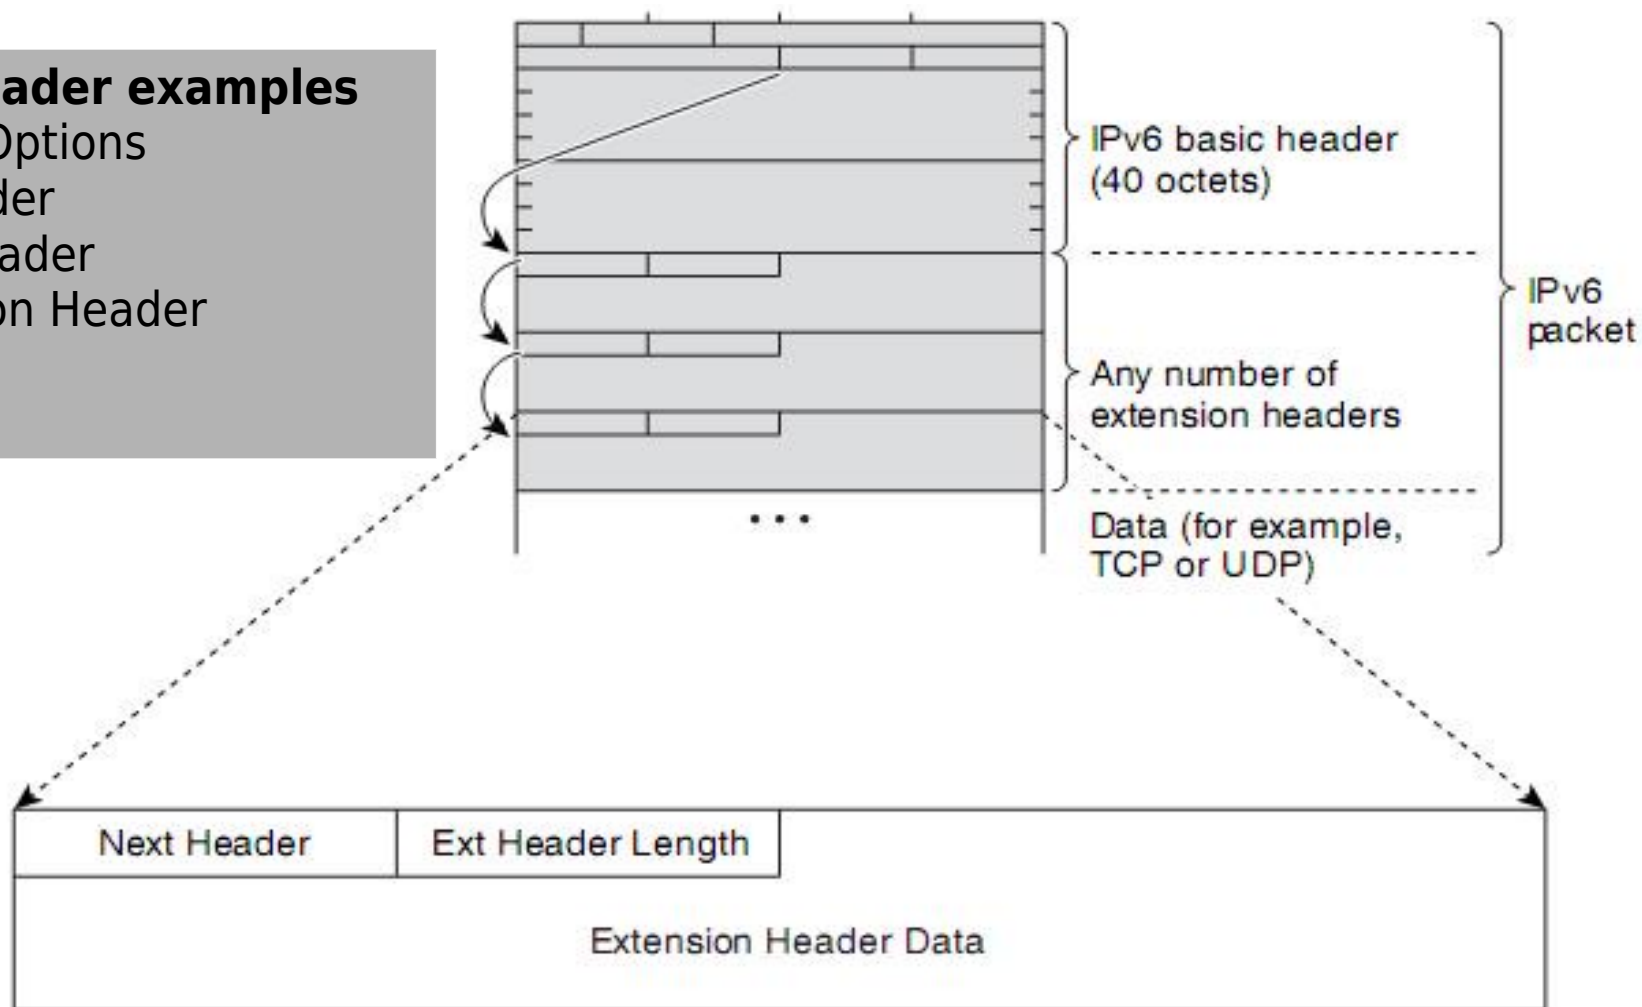 ader examples
Options
der
ader
on Header
IPv6 basic header
(40 octets)
IPv6
packet
Any number of
extension headers
...
Data (for example,
TCP or UDP)
Next Header
Ext Header Length
Extension Header Data